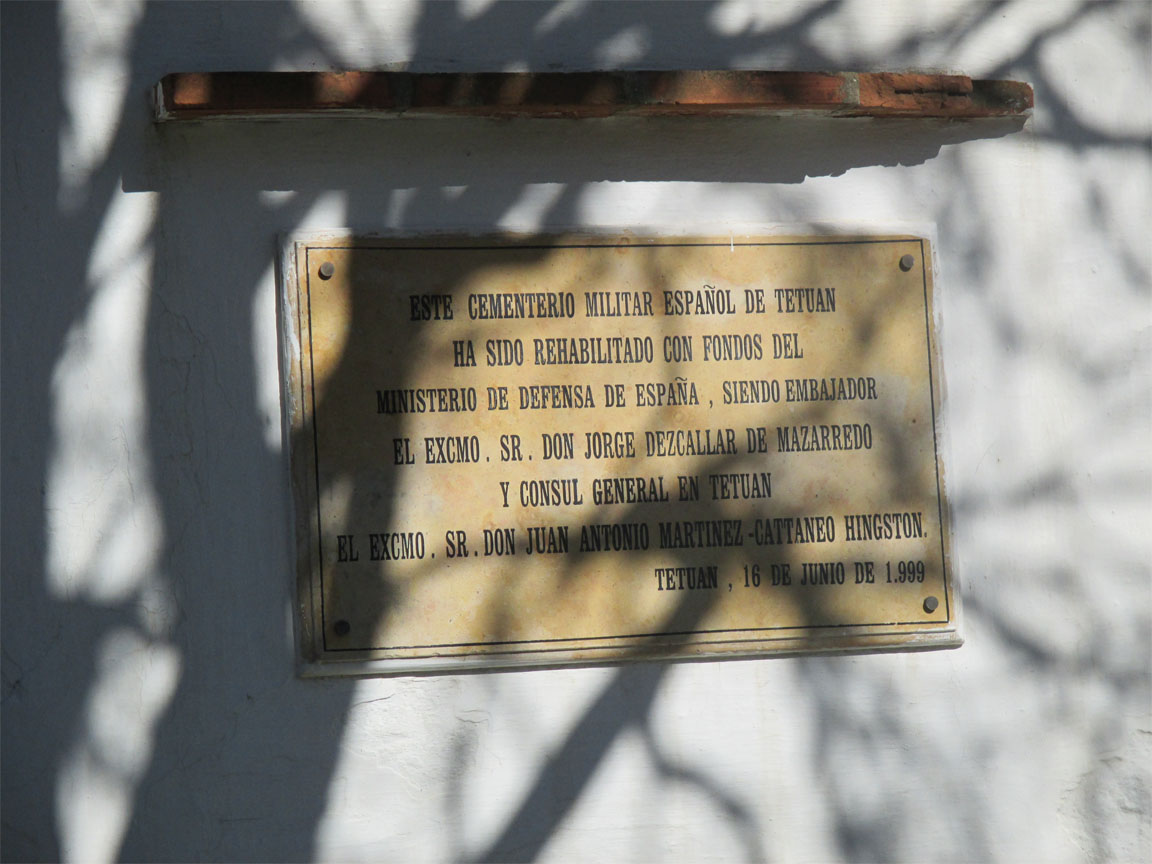 ESTE CEMENTERIO MILITAR ESPAÑOL DE TETUAN
HA SIDO REHABILITADO CON FONDOS DEL
MINISTERIO DE DEFENSA DE ESPAÑA , SIENDO EMBAJADOR
EL EXCMO . SR . DON JORGE DEZCALLAR DE MAZARREDO
Y CONSUL GENERAL EN TETUAN
EL EXCMO . SR . DON JUAN ANTONIO MARTINEZ -CATTANEO HINGSTON.
TETUAN , 16 DE JUNIO DE 1.999